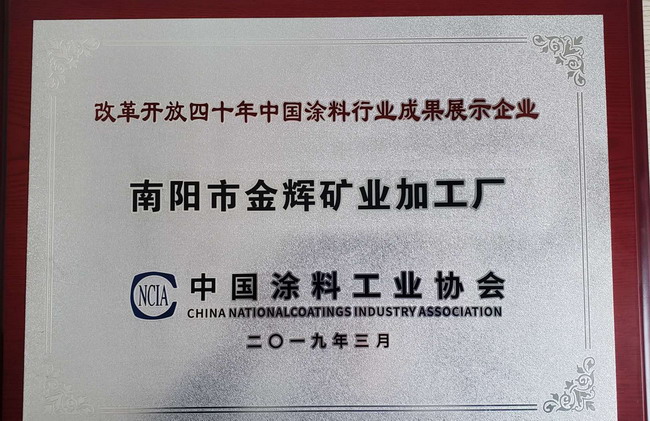 改革开放四十年中国涂料行业成果展示企业
南阳市金辉矿业加工厂
NCIA 中国涂料工业协会
CHINA NATIONALCOATINGS INDUSTRY ASSOCIATION
二〇一九年三月